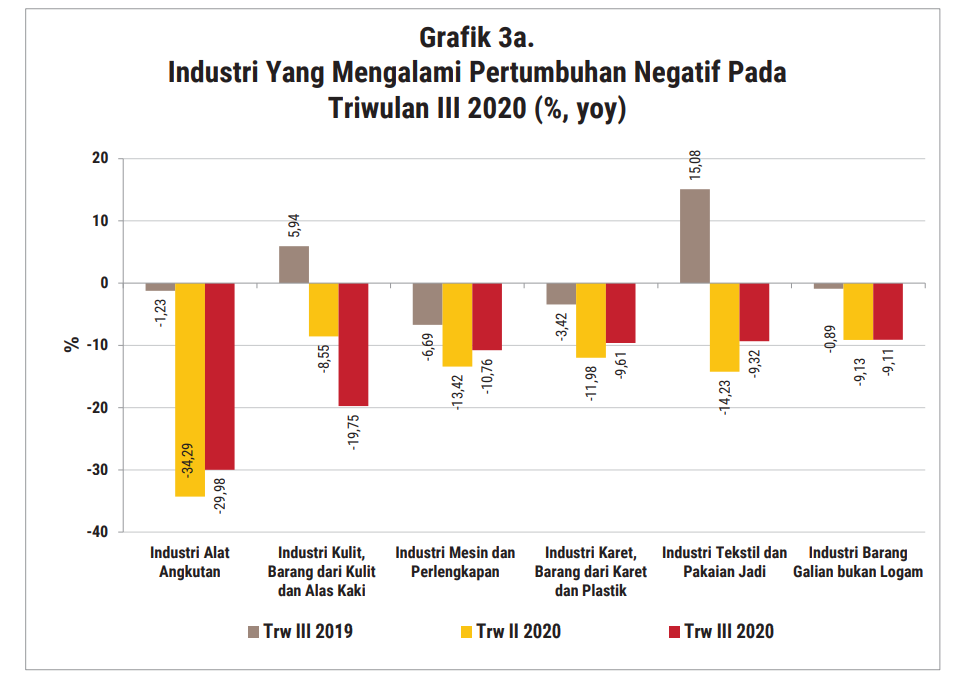 Grafik 3a.
Industri Yang Mengalami Pertumbuhan Negatif Pada
Triwulan III 2020 (%, yoy)
20
10
0
-10
-20
-30
-40
%
-1,23
-34,29
-29,98
5,94
-8,55
-19,75
-6,69
-13,42
-10,76
-3,42
-11,98
-9,61
15,08
-14,23
-9,32
-0,89
-9,13
-9,11
Industri Alat
Angkutan
Industri Kulit,
Barang dari Kulit
dan Alas Kaki
Industri Mesin dan
Perlengkapan
Industri Karet,
Barang dari Karet
dan Plastik
Industri Tekstil dan
Pakaian Jadi
Industri Barang
Galian bukan Logam
Trw III 2019
Trw II 2020
Trw III 2020